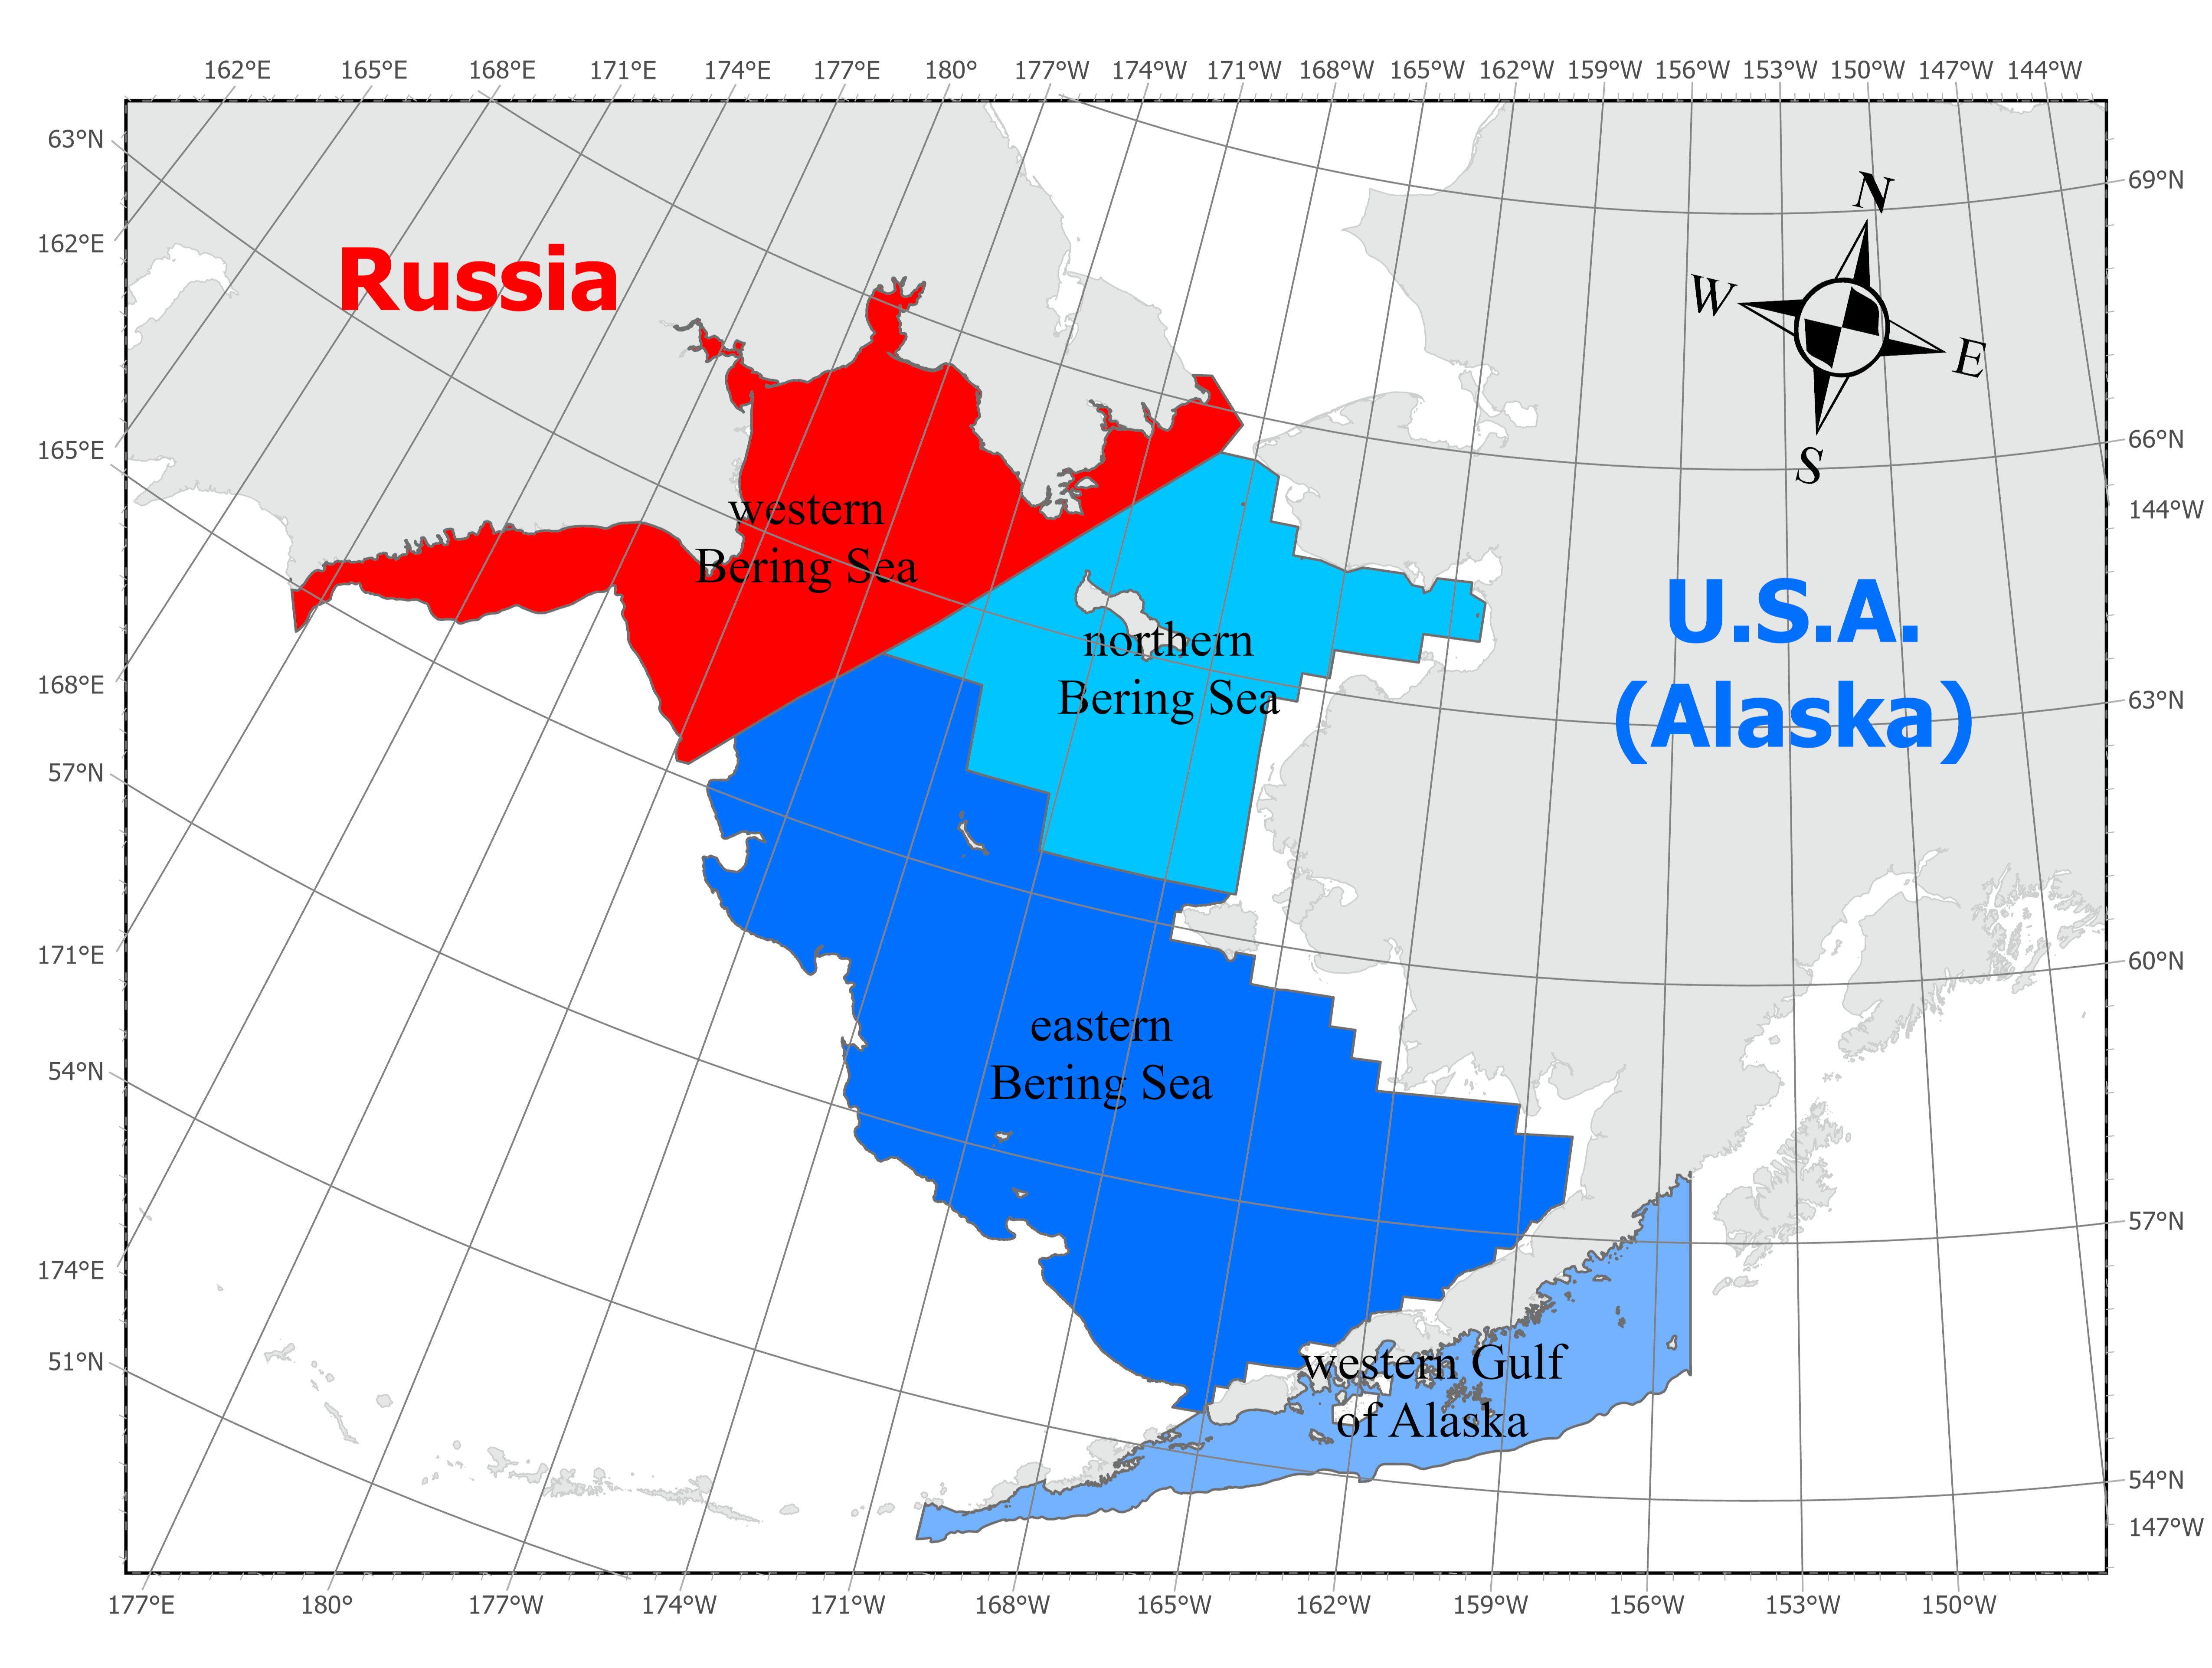 162°E 165°E 168°E 171°E 174°E 177°E 180° 177°W 174°W 171°W 168°W 165°W 162°W 159°W 156°W 153°W 150°W 147°W 144°W
63°N
69°N
N
162°E
Russia
W
E
66°N
165°E
S
western
144°W
Bering Sea
U.S.A.
northern
168°E
Bering Sea
63°N
(Alaska)
57°N
171°E
60°N
eastern
54°N
Bering Sea
57°N
174°E
51°N
western Gulf
of Alaska
54°N
147°W
177°E 180° 177°W 174°W 171°W 168°W 165°W 162°W 159°W 156°W 153°W 150°W